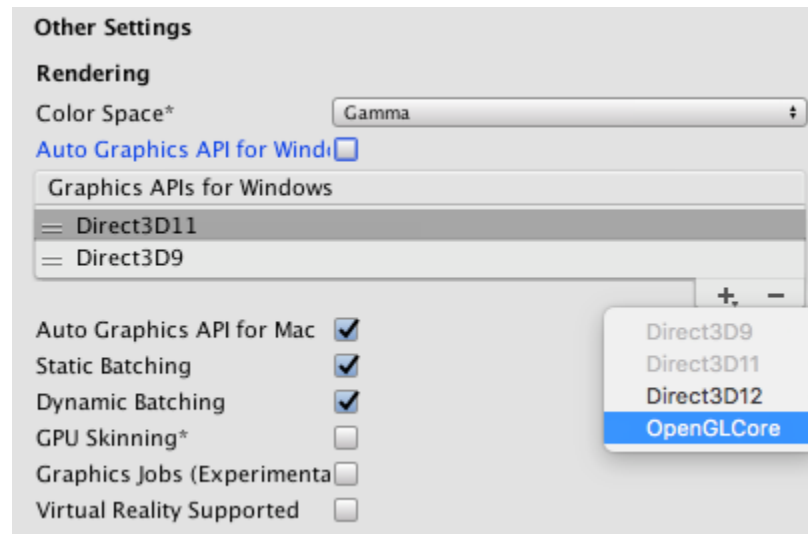 Other Settings
Rendering
Color Space* Gamma
Auto Graphics API for Wind
Graphics APIs for Windows
Direct3D11
Direct3D9
Auto Graphics API for Mac
Static Batching
Dynamic Batching
GPU Skinning*
Graphics Jobs (Experimenta
Virtual Reality Supported
Direct3D9
Direct3D11
Direct3D12
OpenGLCore